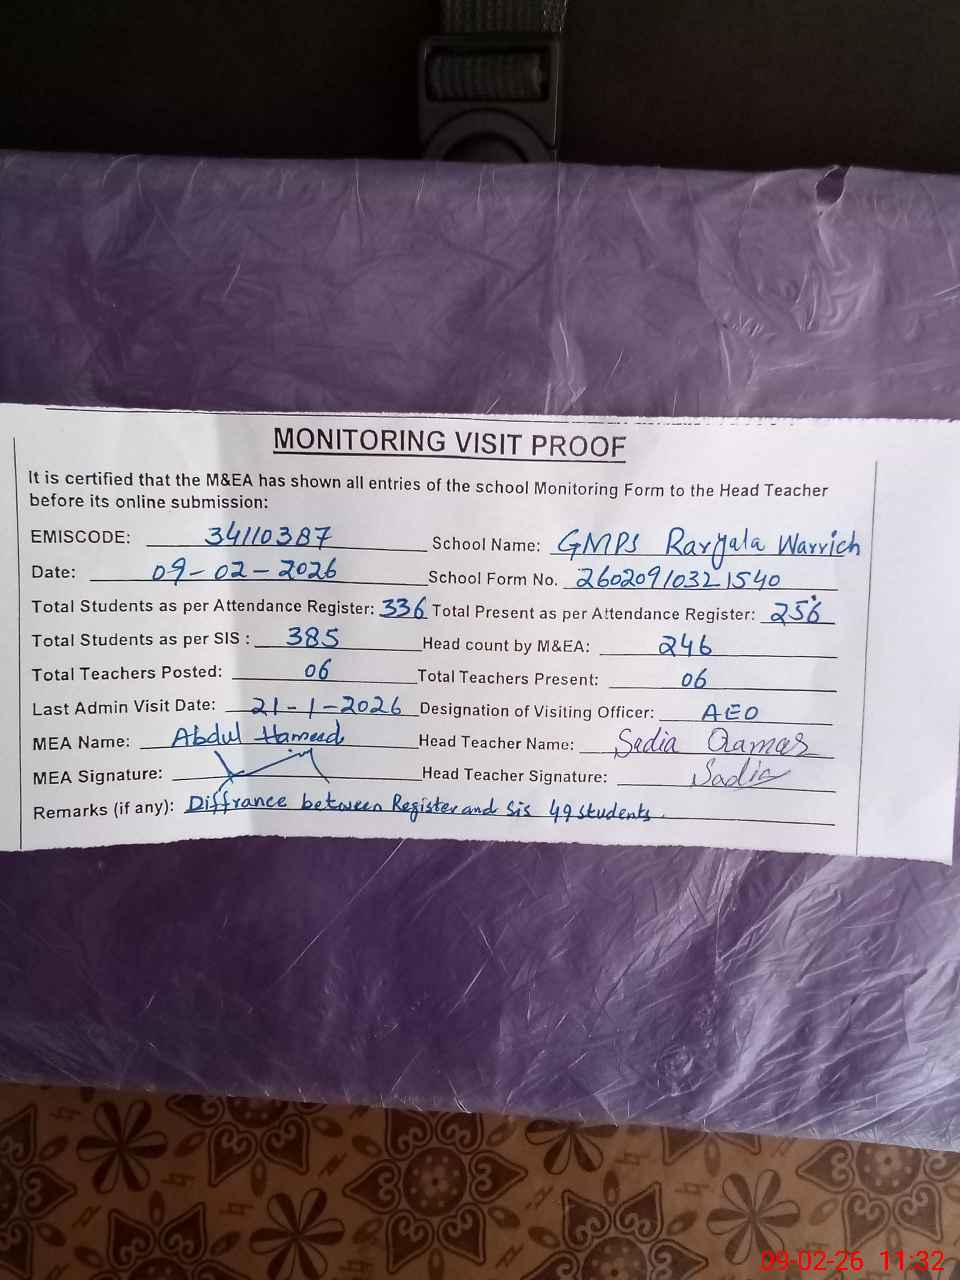 MONITORING VISIT PROOF
It is certified that the M&EA has shown all entries of the school Monitoring Form to the Head Teacher
before its online submission:
EMISCODE: 34110387 School Name: GMPS Rargala Warrich
Date: 09-02-2026 School Form No. 26020910321540
Total Students as per Attendance Register: 336 Total Present as per Attendance Register: 256
Total Students as per SIS : 385 Head count by M&EA: 246
Total Teachers Posted: 06 Total Teachers Present: 06
Last Admin Visit Date: 21-1-2026 Designation of Visiting Officer: AEO
MEA Name: Abdul Hameed Head Teacher Name: Sadia Qamar
MEA Signature: Head Teacher Signature: Sadia
Remarks (if any): Diffrance between Register and Sis 49 students.
09-02-26 11:32